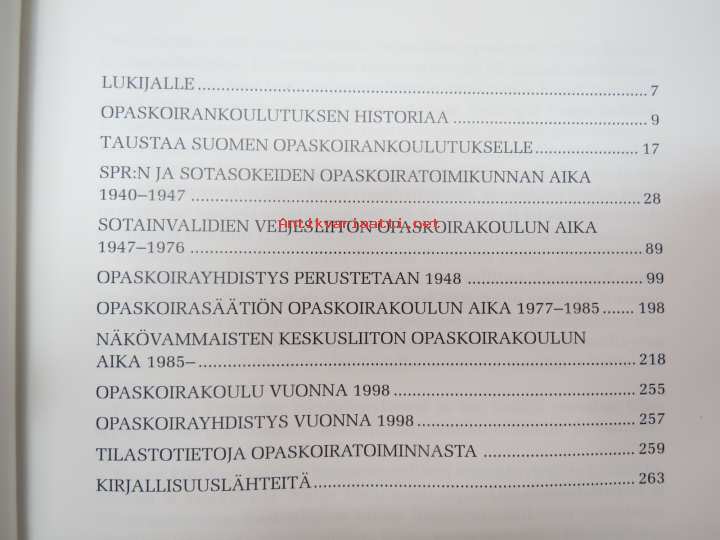 LUKIJALLE ........ 7
OPASKOIRANKOULUTUKSEN HISTORIAA ........ 9
TAUSTAA SUOMEN OPASKOIRANKOULUTUKSELLE ........ 17
SPR:N JA SOTASOKEIDEN OPASKOIRATOIMIKUNNAN AIKA
1940–1947 ........ 28
SOTAINVALIDIEN VELJESLIITON OPASKOIRAKOULUN AIKA
Antikvariaatti.net
1947–1976 ........ 89
OPASKOIRAYHDISTYS PERUSTETAAN 1948 ........ 99
OPASKOIRASÄÄTIÖN OPASKOIRAKOULUN AIKA 1977–1985 ....... 198
NÄKÖVAMMAISTEN KESKUSLIITON OPASKOIRAKOULUN
AIKA 1985– ........ 218
OPASKOIRAKOULU VUONNA 1998 ........ 255
OPASKOIRAYHDISTYS VUONNA 1998 ........ 257
TILASTOTIETOJA OPASKOIRATOIMINNASTA ........ 259
KIRJALLISUUSLÄHTEITÄ ........ 263